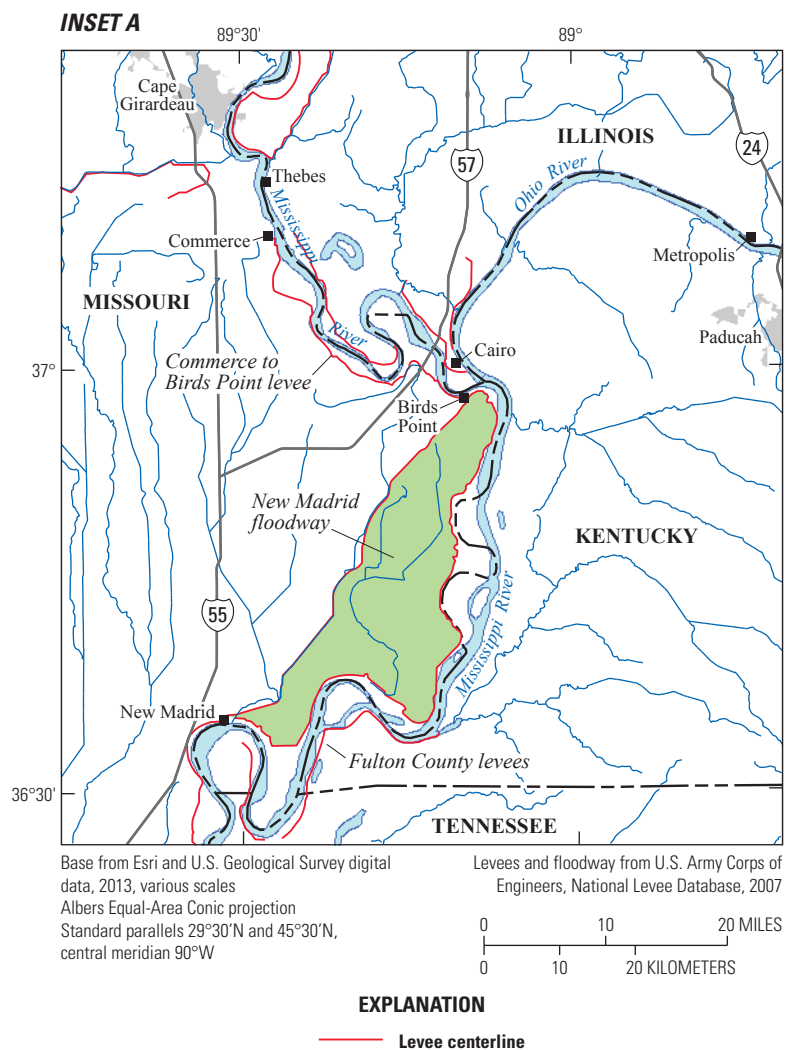 INSET A
89°30'
89°
Cape
Girardeau
ILLINOIS
57
24
Ohio River
Thebes
Mississippi
Commerce
Metropolis
MISSOURI
River
Paducah
Cairo
37°
Commerce to
Birds Point levee
Birds
Point
New Madrid
floodway
KENTUCKY
55
Mississippi River
New Madrid
Fulton County levees
36°30'
TENNESSEE
Base from Esri and U.S. Geological Survey digital
data, 2013, various scales
Albers Equal-Area Conic projection
Standard parallels 29°30'N and 45°30'N,
central meridian 90°W
Levees and floodway from U.S. Army Corps of
Engineers, National Levee Database, 2007
0 10 20 MILES
0 10 20 KILOMETERS
EXPLANATION
Levee centerline